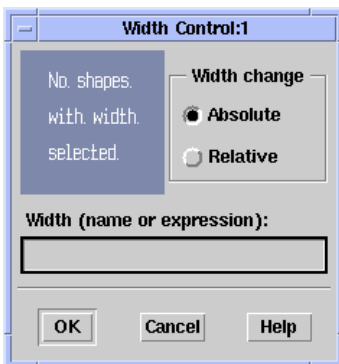 Width Control:1
No. shapes.
with. width.
selected.
Width change
Absolute
Relative
Width (name or expression):
OK
Cancel
Help